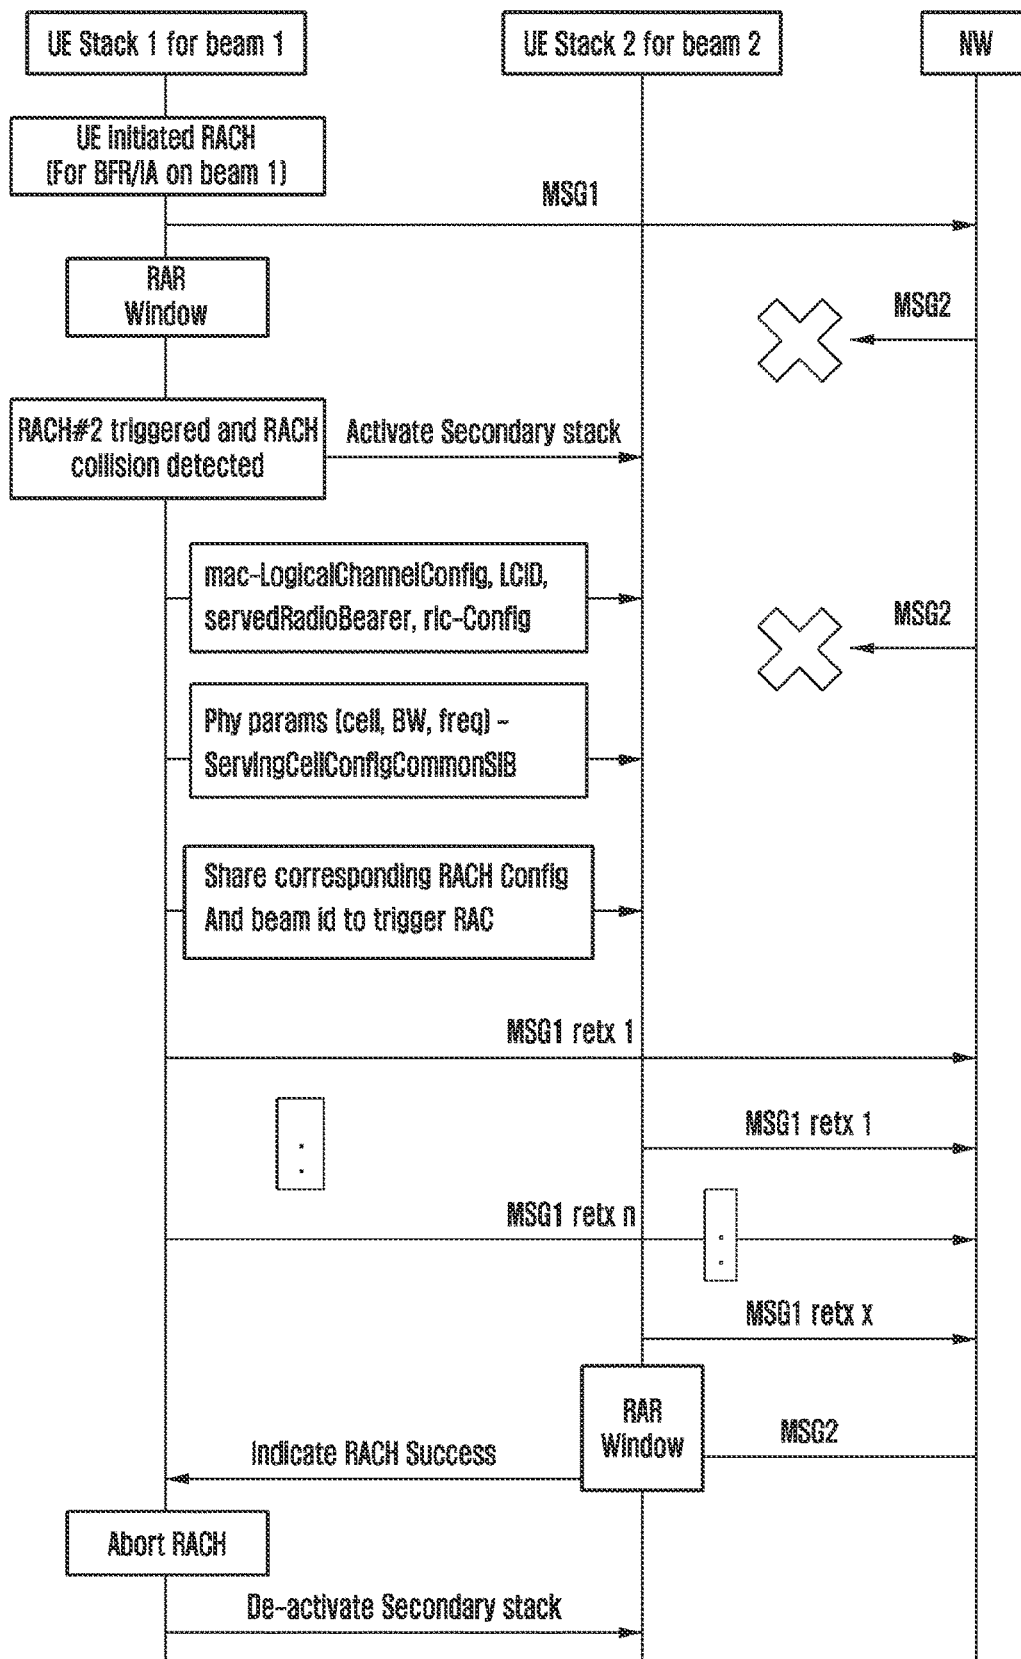 UE Stack 1 for beam 1
UE Stack 2 for beam 2
NW
UE initiated RACH
(For BFR/IA on beam 1)
MSG1
RAR
Window
MSG2
RACH#2 triggered and RACH
collision detected
Activate Secondary stack
mac-LogicalChannelConfig, LCID,
servedRadioBearer, rlc-Config
MSG2
Phy params (cell, BW, freq) -
ServingCellConfigCommonSIB
Share corresponding RACH Config
And beam id to trigger RAC
MSG1 retx 1
MSG1 retx 1
MSG1 retx n
MSG1 retx x
RAR
Window
MSG2
Indicate RACH Success
Abort RACH
De-activate Secondary stack